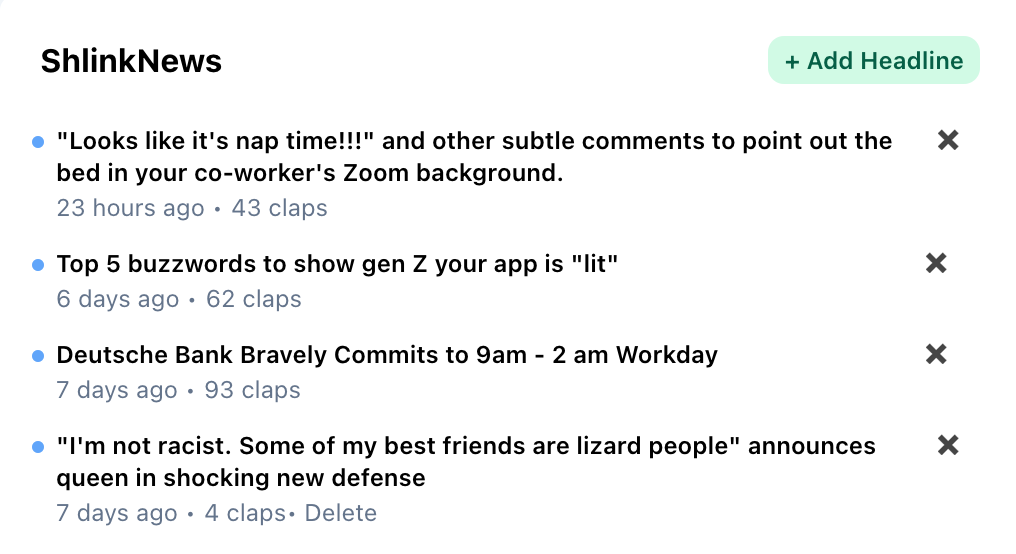 ShlinkNews
+ Add Headline
"Looks like it's nap time!!!" and other subtle comments to point out the
bed in your co-worker's Zoom background.
23 hours ago • 43 claps
Top 5 buzzwords to show gen Z your app is "lit"
6 days ago • 62 claps
Deutsche Bank Bravely Commits to 9am - 2 am Workday
7 days ago • 93 claps
"I'm not racist. Some of my best friends are lizard people" announces
queen in shocking new defense
7 days ago • 4 claps• Delete